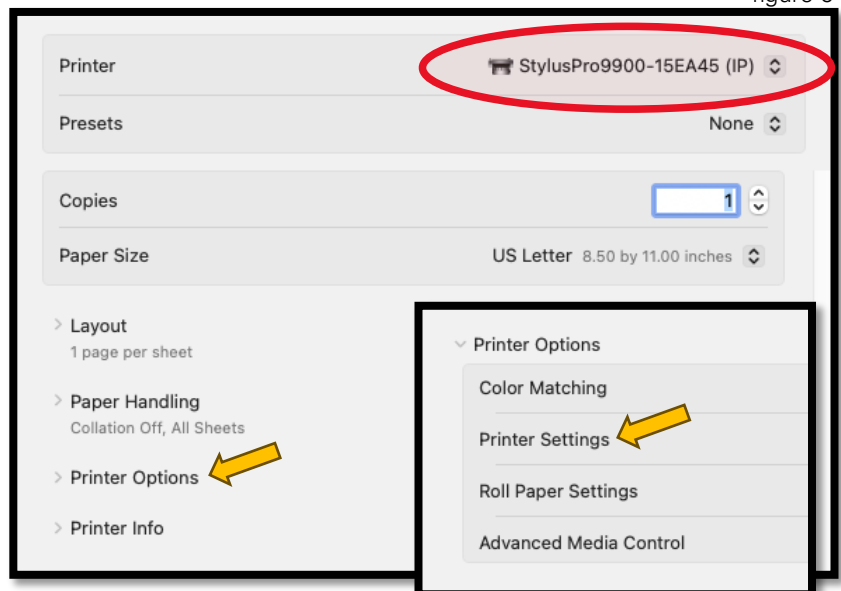 Printer StylusPro9900-15EA45 (IP)
Presets None
Copies 1
Paper Size US Letter 8.50 by 11.00 inches
Layout
1 page per sheet
Paper Handling
Collation Off, All Sheets
Printer Options
Printer Info
Printer Options
Color Matching
Printer Settings
Roll Paper Settings
Advanced Media Control